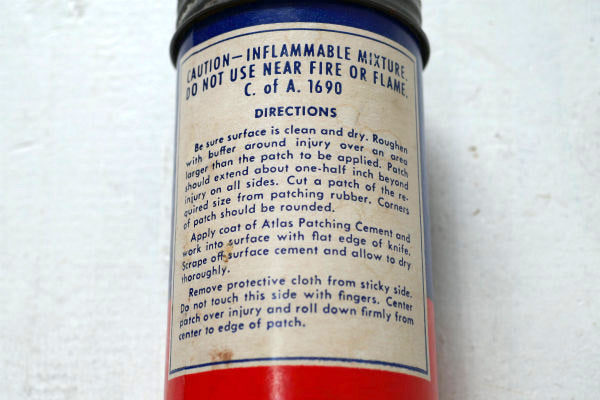 CAUTION—INFLAMMABLE MIXTURE.
DO NOT USE NEAR FIRE OR FLAME.
C. of A. 1690
DIRECTIONS
Be sure surface is clean and dry. Roughen
with buffer around injury over an area
larger than the patch to be applied. Patch
should extend about one-half inch beyond
injury on all sides. Cut a patch of the re-
quired size from patching rubber. Corners
of patch should be rounded.
Apply coat of Atlas Patching Cement and
work into surface with flat edge of knife.
Scrape off surface cement and allow to dry
thoroughly.
Remove protective cloth from sticky side.
Do not touch this side with fingers. Center
patch over injury and roll down firmly from
center to edge of patch.